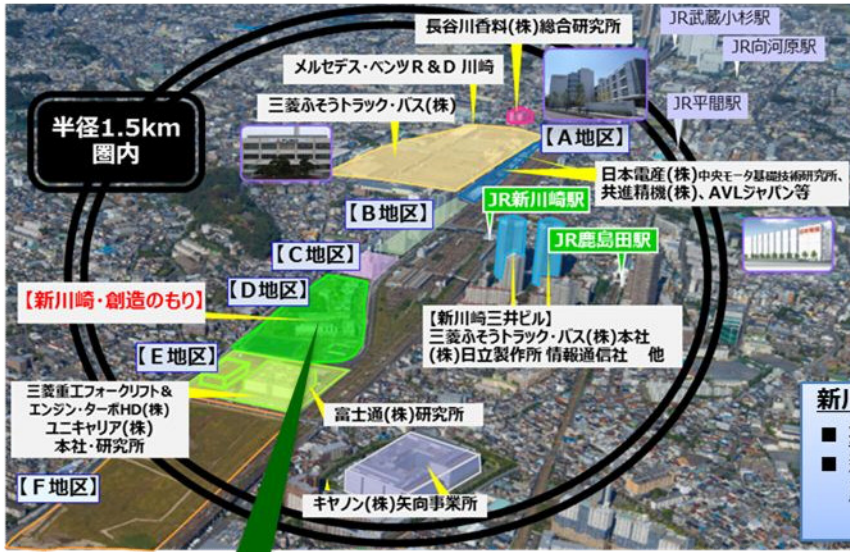 長谷川香料(株)総合研究所
JR武蔵小杉駅
JR向河原駅
メルセデス・ベンツR&D 川崎
三菱ふそうトラック・バス(株)
JR平間駅
半径1.5km
圏内
【A地区】
日本電産(株)中央モータ基礎技術研究所、
共進精機(株)、AVLジャパン等
【B地区】
JR新川崎駅
JR鹿島田駅
【C地区】
【D地区】
【新川崎・創造のもり】
【新川崎三井ビル】
三菱ふそうトラック・バス(株)本社
(株)日立製作所 情報通信社 他
【E地区】
三菱重工フォークリフト&
エンジン・ターボHD(株)
ユニキャリア(株)
本社・研究所
富士通(株)研究所
【F地区】
キヤノン(株)矢向事業所
新川